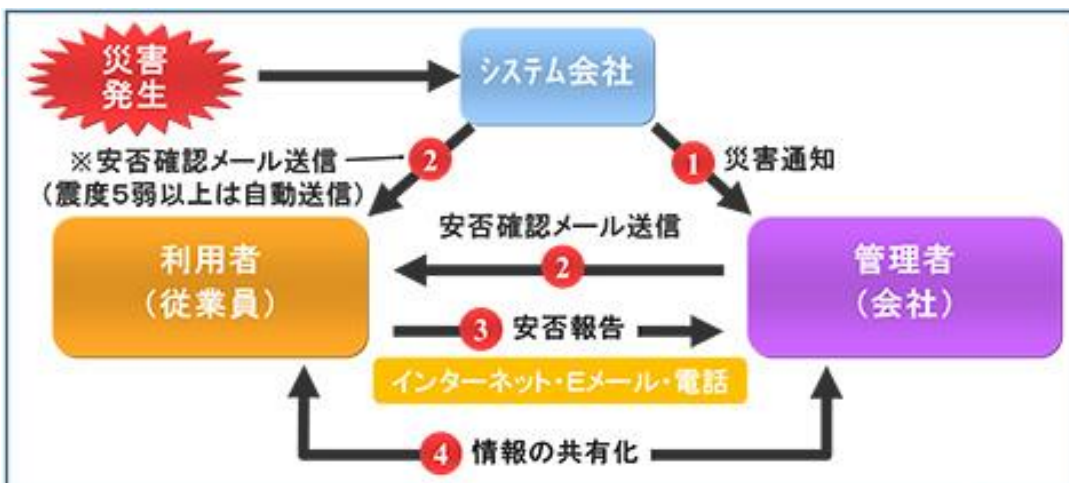 災害
発生
システム会社
※安否確認メール送信
(震度5弱以上は自動送信)
2
1
災害通知
利用者
(従業員)
安否確認メール送信
2
管理者
(会社)
3
安否報告
インターネット・Eメール・電話
4
情報の共有化